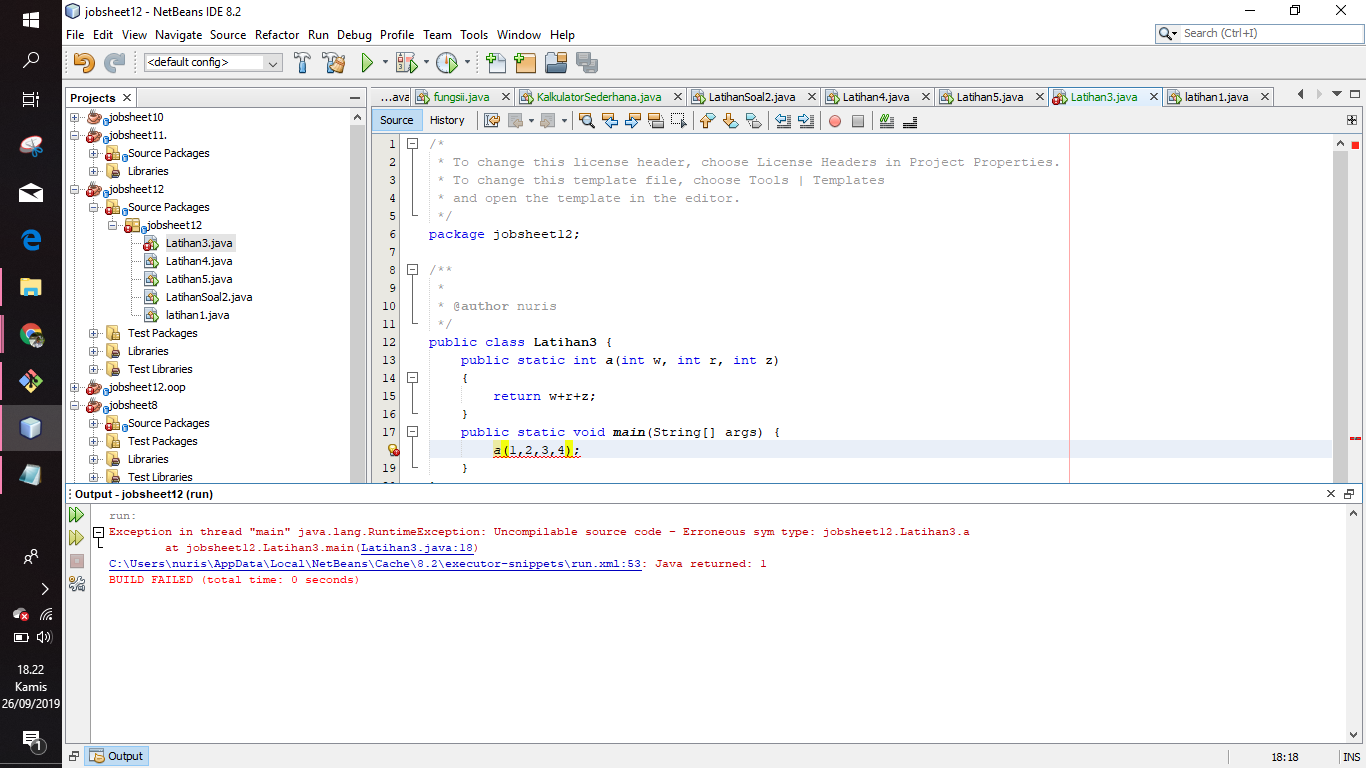 jobsheet12 - NetBeans IDE 8.2
File Edit View Navigate Source Refactor Run Debug Profile Team Tools Window Help
Search (Ctrl+I)
<default config>
Projects
jobsheet10
jobsheet11.
Source Packages
Libraries
jobsheet12
Source Packages
jobsheet12
Latihan3.java
Latihan4.java
Latihan5.java
LatihanSoal2.java
latihan1.java
Test Packages
Libraries
Test Libraries
jobsheet12.oop
jobsheet8
Source Packages
Test Packages
Libraries
Test Libraries
...ava fungsii.java KalkulatorSederhana.java LatihanSoal2.java Latihan4.java Latihan5.java Latihan3.java latihan1.java
Source History
1 /*
2 * To change this license header, choose License Headers in Project Properties.
3 * To change this template file, choose Tools | Templates
4 * and open the template in the editor.
5 */
6 package jobsheet12;
7
8 /**
9 *
10 * @author nuris
11 */
12 public class Latihan3 {
13 public static int a(int w, int r, int z)
14 {
15 return w+r+z;
16 }
17 public static void main(String[] args) {
a(1,2,3,4);
19 }
Output - jobsheet12 (run)
run:
Exception in thread "main" java.lang.RuntimeException: Uncompilable source code - Erroneous sym type: jobsheet12.Latihan3.a
at jobsheet12.Latihan3.main(Latihan3.java:18)
C:\Users\nuris\AppData\Local\NetBeans\Cache\8.2\executor-snippets\run.xml:53: Java returned: 1
BUILD FAILED (total time: 0 seconds)
Output
18:18 INS
18.22
Kamis
26/09/2019
1